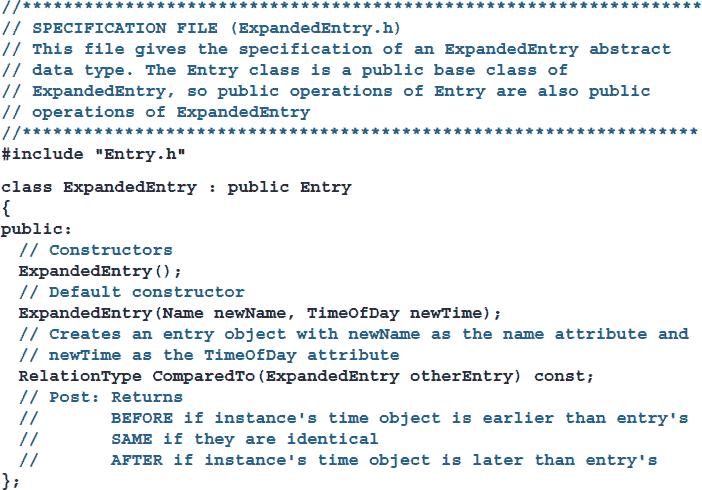 //******************************************************************
// SPECIFICATION FILE (ExpandedEntry.h)
// This file gives the specification of an ExpandedEntry abstract
// data type. The Entry class is a public base class of
// ExpandedEntry, so public operations of Entry are also public
// operations of ExpandedEntry
//******************************************************************
#include "Entry.h"
class ExpandedEntry : public Entry
{
public:
// Constructors
ExpandedEntry();
// Default constructor
ExpandedEntry(Name newName, TimeOfDay newTime);
// Creates an entry object with newName as the name attribute and
// newTime as the TimeOfDay attribute
RelationType ComparedTo(ExpandedEntry otherEntry) const;
// Post: Returns
// BEFORE if instance's time object is earlier than entry's
// SAME if they are identical
// AFTER if instance's time object is later than entry's
};